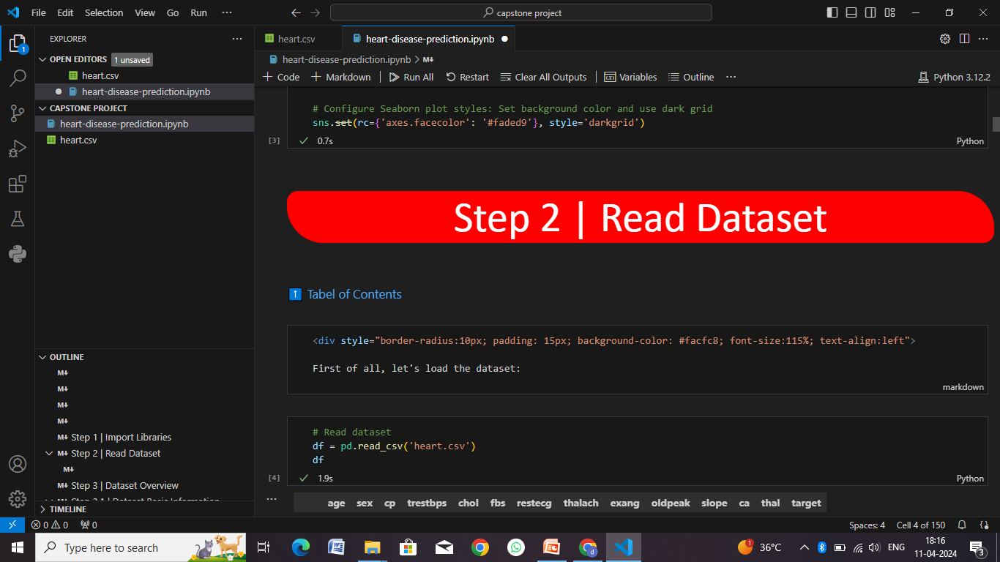 File Edit Selection View Go Run ··· capstone project
EXPLORER ···
OPEN EDITORS 1 unsaved
heart.csv
heart-disease-prediction.ipynb
CAPSTONE PROJECT
heart-disease-prediction.ipynb
heart.csv
OUTLINE
M↓
M↓
M↓
M↓
M↓ Step 1 | Import Libraries
M↓ Step 2 | Read Dataset
M↓
M↓ Step 3 | Dataset Overview
M↓ Step 3.1 | Dataset Basic Information
TIMELINE
heart.csv heart-disease-prediction.ipynb
heart-disease-prediction.ipynb > M↓
+ Code + Markdown | Run All Restart Clear All Outputs | Variables Outline ··· Python 3.12.2
# Configure Seaborn plot styles: Set background color and use dark grid
sns.set(rc={'axes.facecolor': '#faded9'}, style='darkgrid')
[3] ✓ 0.7s Python
Step 2 | Read Dataset
↑ Tabel of Contents
<div style="border-radius:10px; padding: 15px; background-color: #facfc8; font-size:115%; text-align:left">
First of all, let's load the dataset:
markdown
# Read dataset
df = pd.read_csv('heart.csv')
df
[4] ✓ 1.9s Python
··· age sex cp trestbps chol fbs restecg thalach exang oldpeak slope ca thal target
0 0 0 Spaces: 4 Cell 4 of 150
Type here to search 36°C ENG 18:16
11-04-2024
3
1